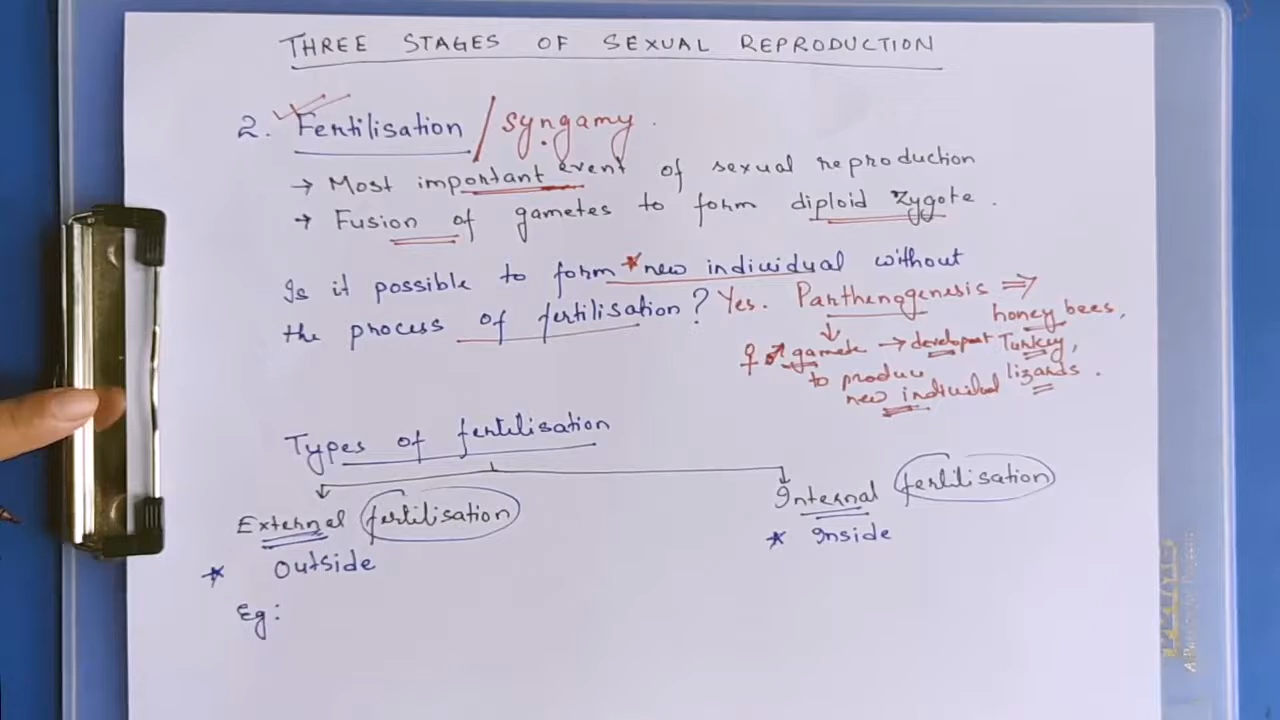 THREE STAGES OF SEXUAL REPRODUCTION
2. Fertilisation / Syngamy.
→ Most important event of sexual reproduction
→ Fusion of gametes to form diploid zygote.
Is it possible to form *new individual without
the process of fertilisation? Yes. Parthenogenesis ⇒
honey bees,
♀ gamete → developmt Turkey,
to produce lizards.
new individual
Types of fertilisation
External fertilisation
Internal fertilisation
* Outside
* Inside
Eg: